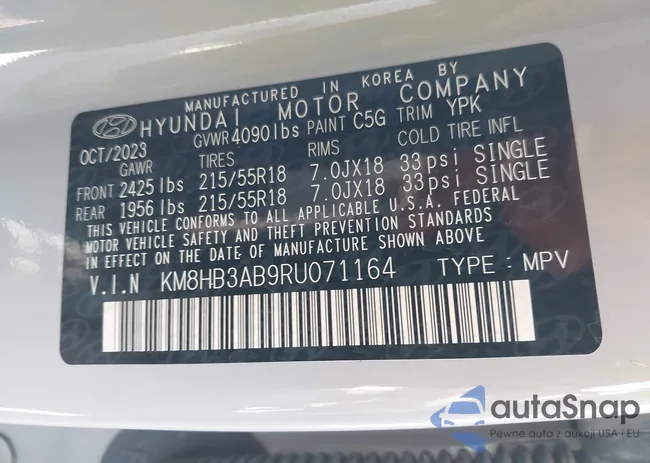 MANUFACTURED IN KOREA BY
HYUNDAI MOTOR COMPANY
OCT/2023 GVWR 4090 lbs PAINT C5G TRIM YPK
GAWR TIRES RIMS COLD TIRE INFL
FRONT 2425 lbs 215/55R18 7.0JX18 33 psi SINGLE
REAR 1956 lbs 215/55R18 7.0JX18 33 psi SINGLE
THIS VEHICLE CONFORMS TO ALL APPLICABLE U.S.A. FEDERAL
MOTOR VEHICLE SAFETY AND THEFT PREVENTION STANDARDS
IN EFFECT ON THE DATE OF MANUFACTURE SHOWN ABOVE.
V.I.N KM8HB3AB9RU071164 TYPE : MPV
autaSnap
Pewne auta z aukcji USA i EU